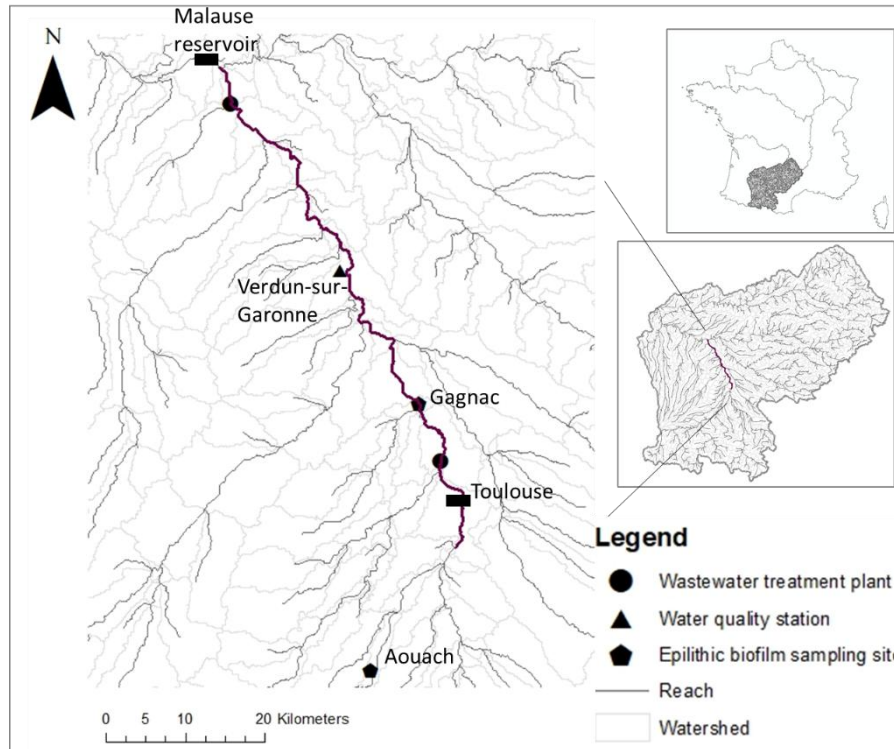 Malause
reservoir
N
Verdun-sur-
Garonne
Gagnac
Toulouse
Aouach
0 5 10 20 Kilometers
Legend
Wastewater treatment plant
Water quality station
Epilithic biofilm sampling site
Reach
Watershed